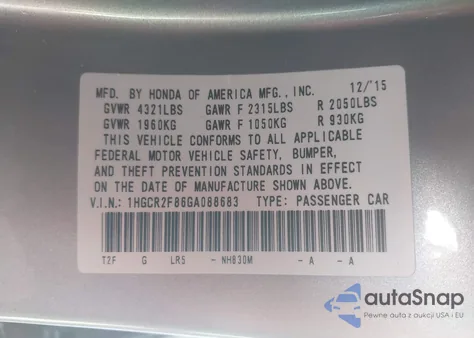 MFD. BY HONDA OF AMERICA MFG., INC. 12/'15
GVWR 4321LBS GAWR F 2315LBS R 2050LBS
GVWR 1960KG GAWR F 1050KG R 930KG
THIS VEHICLE CONFORMS TO ALL APPLICABLE
FEDERAL MOTOR VEHICLE SAFETY, BUMPER,
AND THEFT PREVENTION STANDARDS IN EFFECT
ON THE DATE OF MANUFACTURE SHOWN ABOVE.
V.I.N.: 1HGCR2F86GA088683 TYPE: PASSENGER CAR
T2F G LR5 - NH830M - A - A
autoSnap
Pewne auta z aukcji USA i EU